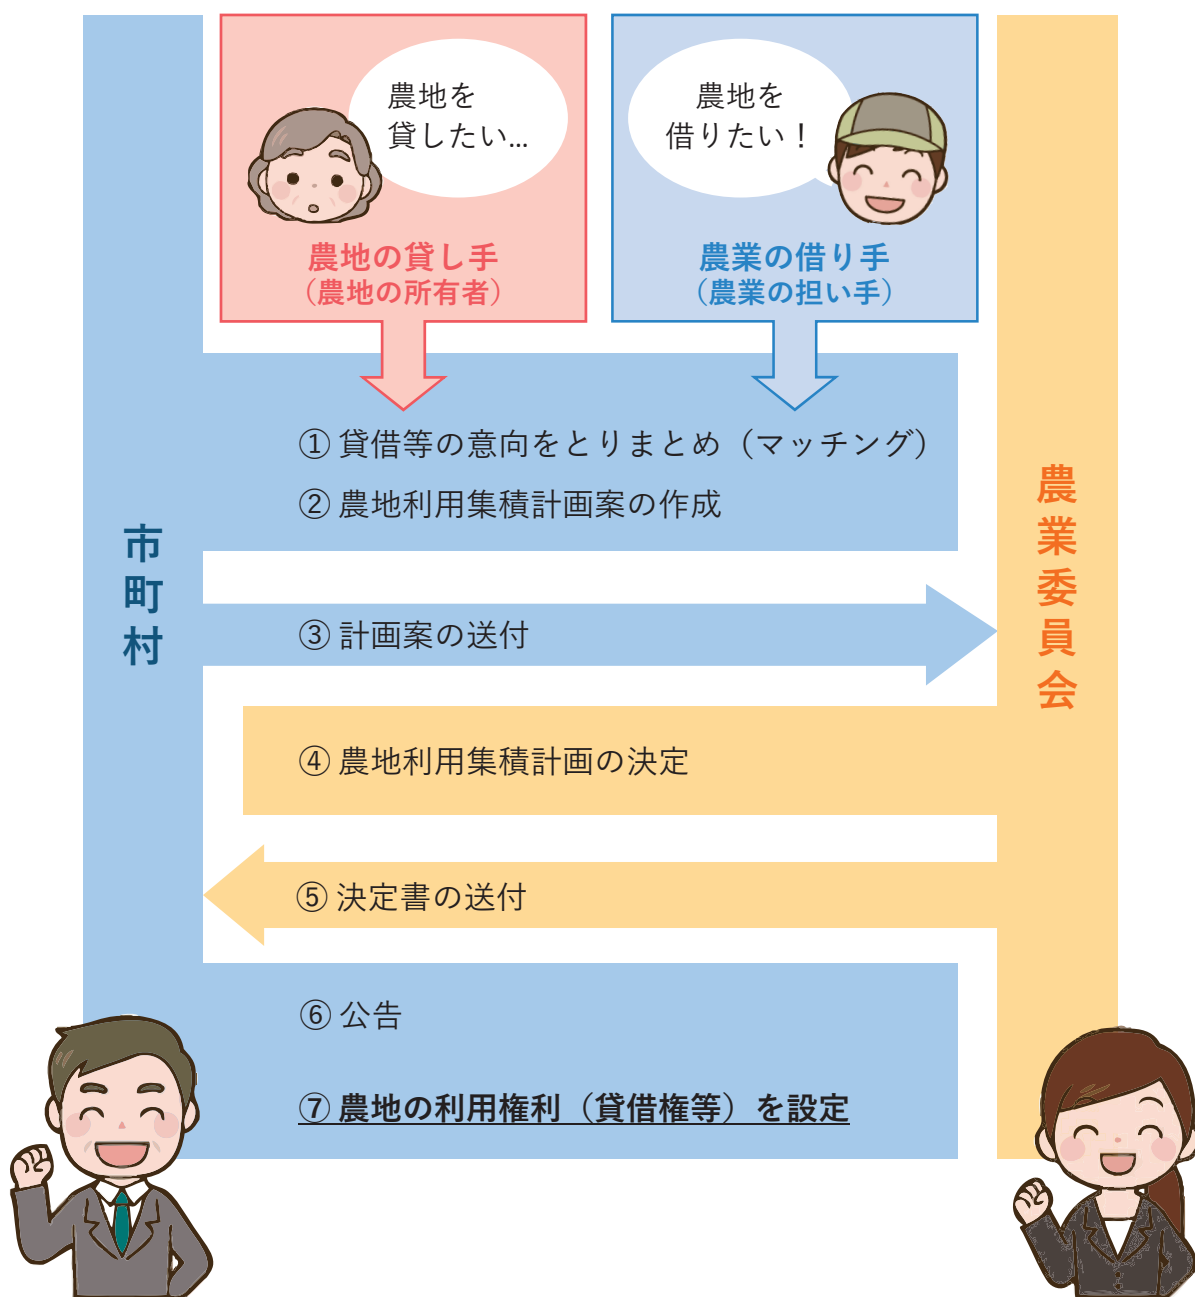 農地を
貸したい...
農地を
借りたい！
農地の貸し手
（農地の所有者）
農業の借り手
（農業の担い手）
①貸借等の意向をとりまとめ（マッチング）
②農地利用集積計画案の作成
市町村
農業委員会
③計画案の送付
④農地利用集積計画の決定
⑤決定書の送付
⑥公告
⑦農地の利用権利（貸借権等）を設定